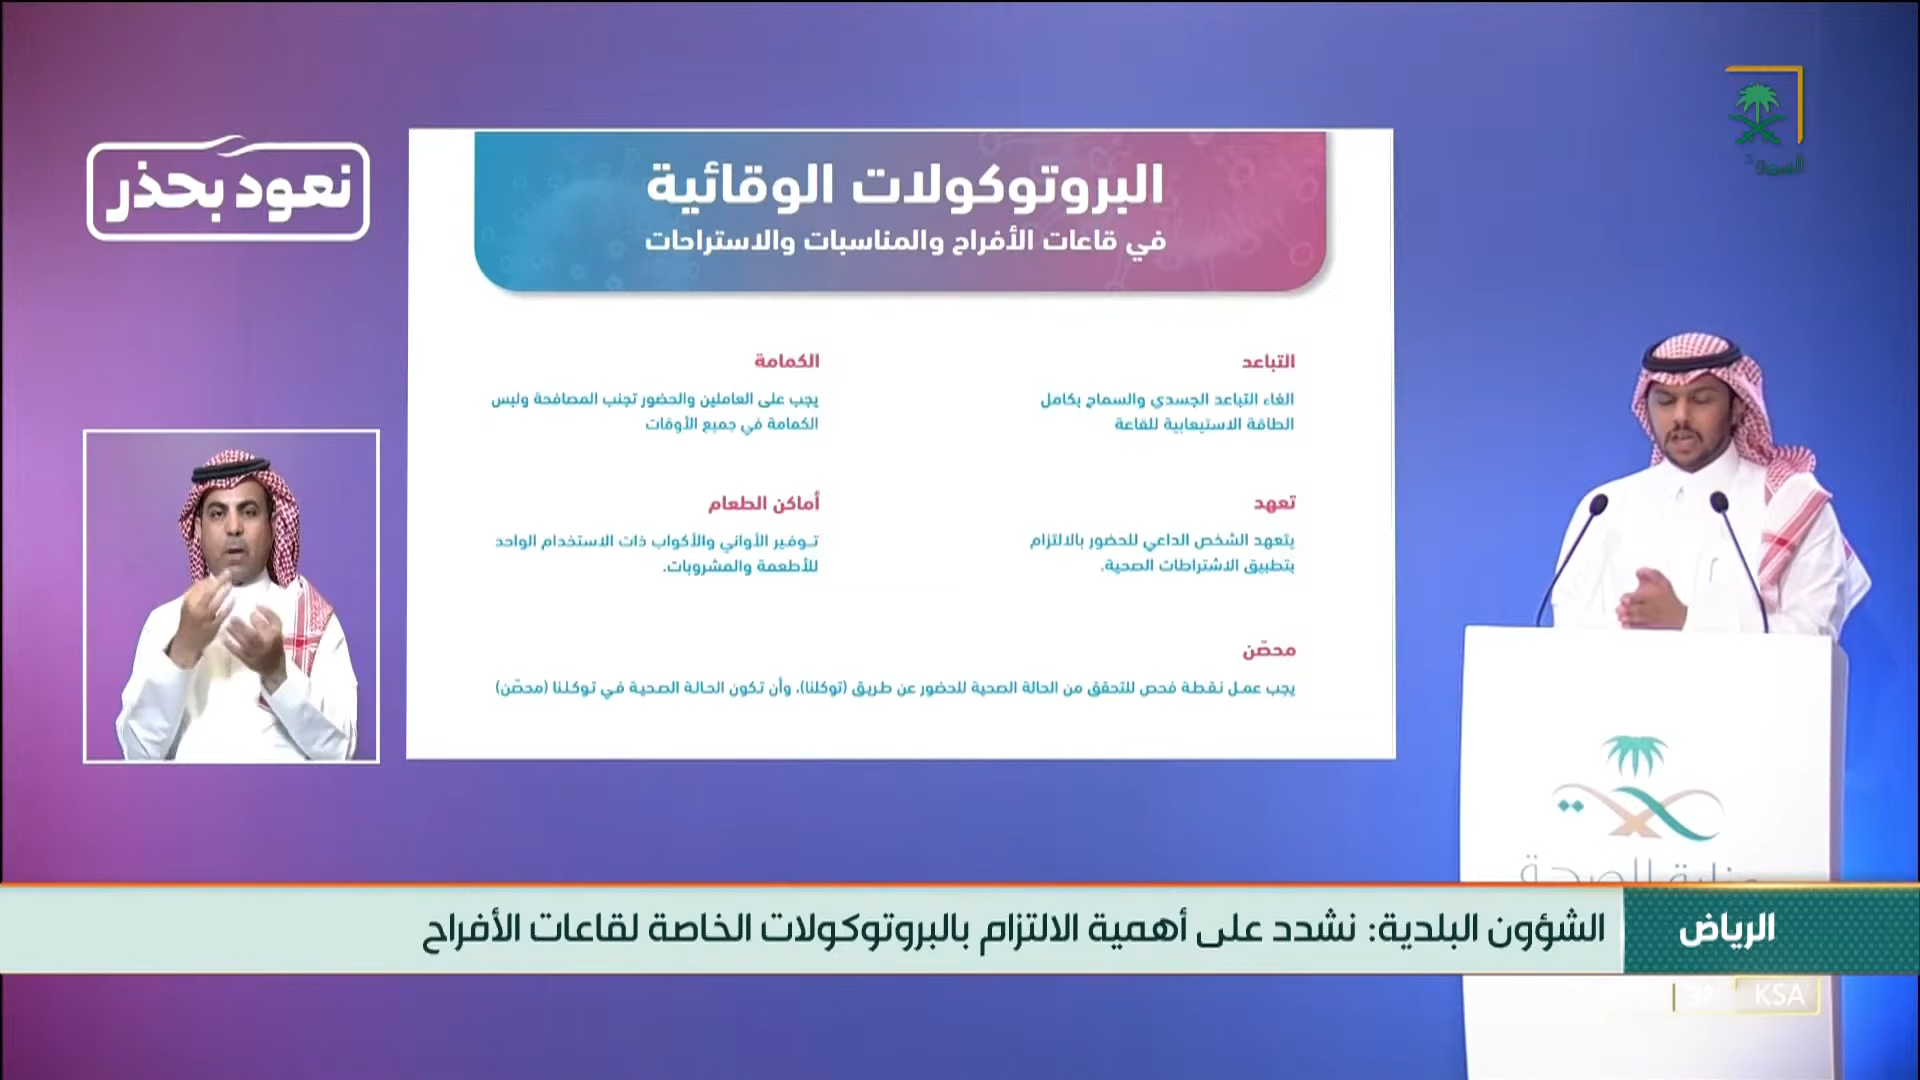 السعودية
نعود بحذر
البروتوكولات الوقائية
في قاعات الأفراح والمناسبات والاستراحات
التباعد
الغاء التباعد الجسدي والسماح بكامل
الطاقة الاستيعابية للقاعة
الكمامة
يجب على العاملين والحضور تجنب المصافحة ولبس
الكمامة في جميع الأوقات
تعهد
يتعهد الشخص الداعي للحضور بالالتزام
بتطبيق الاشتراطات الصحية.
أماكن الطعام
توفير الأواني والأكواب ذات الاستخدام الواحد
للأطعمة والمشروبات.
محصّن
يجب عمل نقطة فحص للتحقق من الحالة الصحية للحضور عن طريق (توكلنا)، وأن تكون الحالة الصحية في توكلنا (محصّن)
وزارة الصحة
الرياض
الشؤون البلدية: نشدد على أهمية الالتزام بالبروتوكولات الخاصة لقاعات الأفراح
KSA